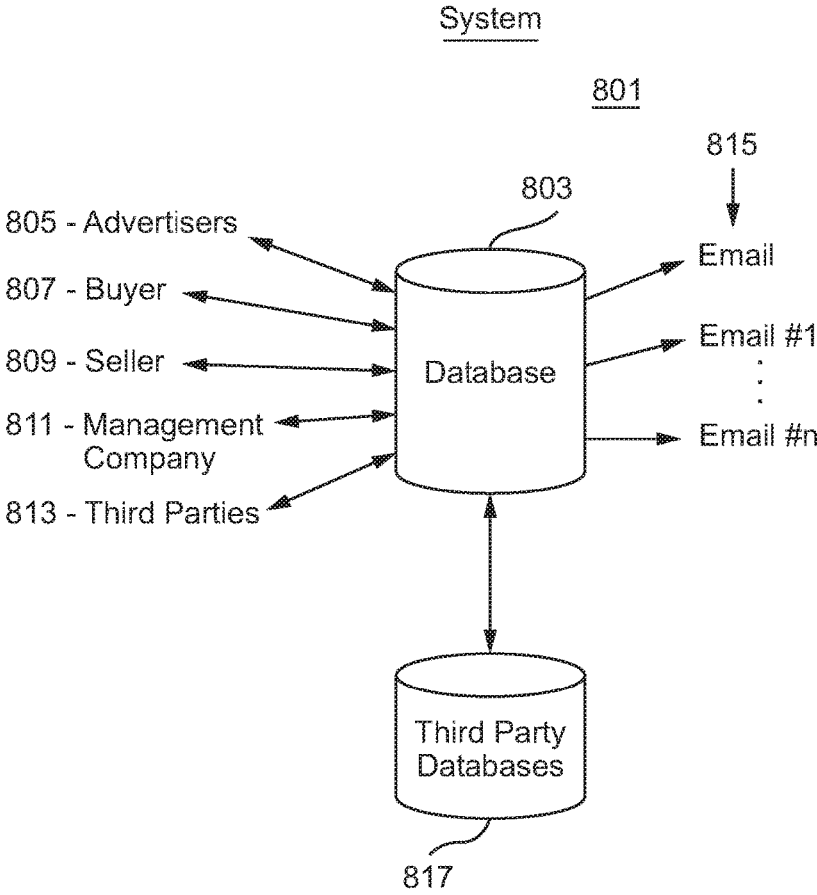 System
801
815
803
805 - Advertisers
807 - Buyer
809 - Seller
811 - Management
Company
813 - Third Parties
Database
Email
Email #1
Email #n
Third Party
Databases
817